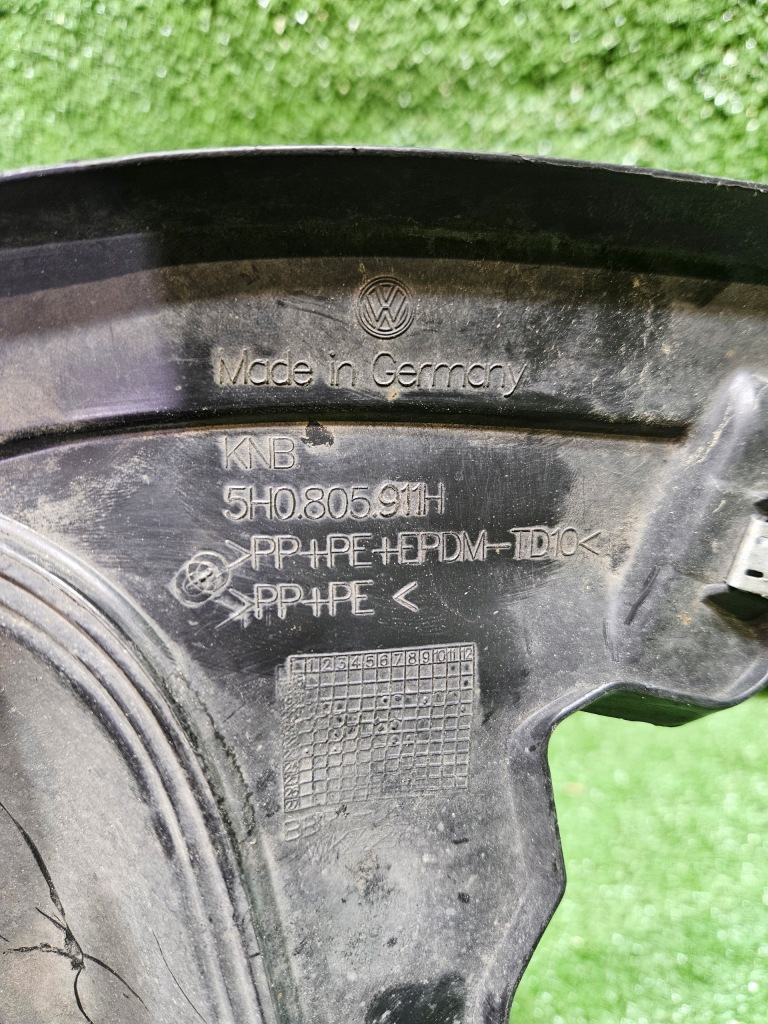 VW
Made in Germany
KNB
5H0.805.911H
>PP+PE+EPDM-TD10<
>PP+PE <
1 2 3 4 5 6 7 8 9 10 11 12